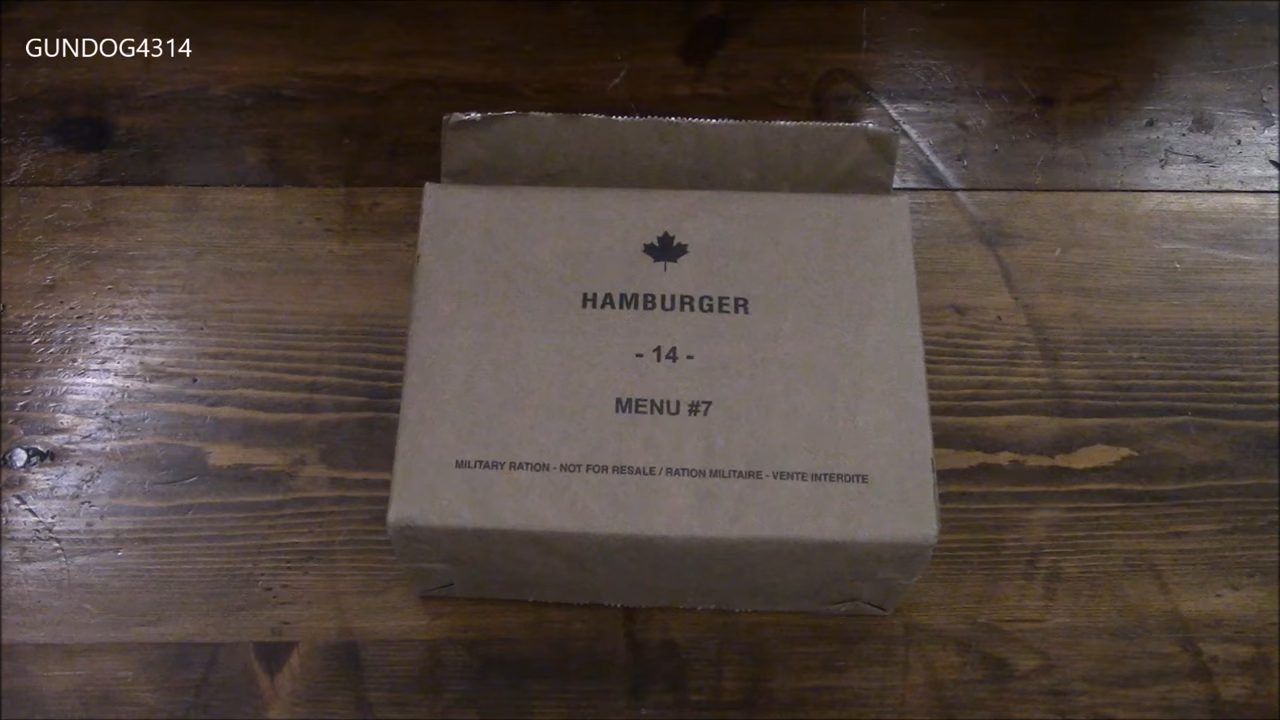 GUNDOG4314
HAMBURGER
- 14 -
MENU #7
MILITARY RATION - NOT FOR RESALE / RATION MILITAIRE - VENTE INTERDITE